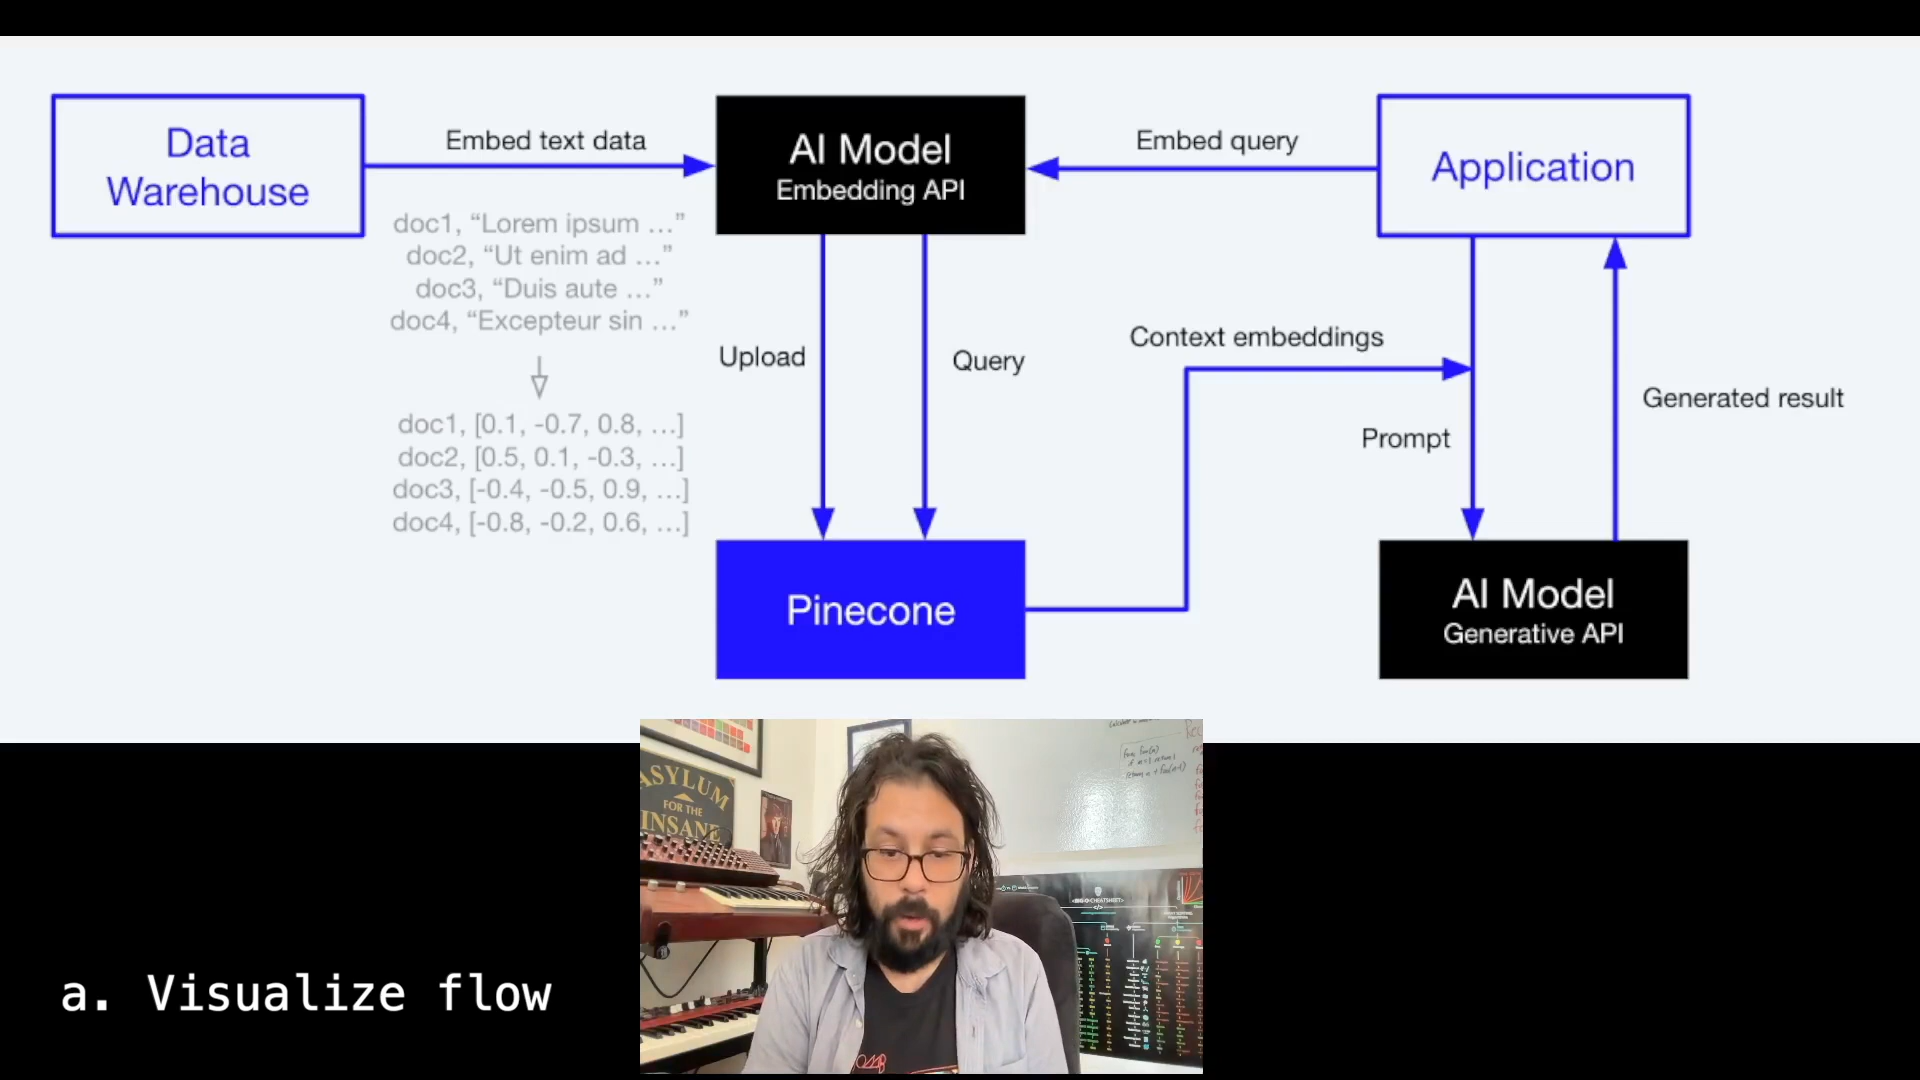 Data
Warehouse
Embed text data
AI Model
Embedding API
Embed query
Application
doc1, “Lorem ipsum ...”
doc2, “Ut enim ad ...”
doc3, “Duis aute ...”
doc4, “Excepteur sin ...”
doc1, [0.1, -0.7, 0.8, ...]
doc2, [0.5, 0.1, -0.3, ...]
doc3, [-0.4, -0.5, 0.9, ...]
doc4, [-0.8, -0.2, 0.6, ...]
Upload
Query
Context embeddings
Prompt
Generated result
Pinecone
AI Model
Generative API
ASYLUM
FOR THE
INSANE
<BIG-O CHEATSHEET>
a. Visualize flow